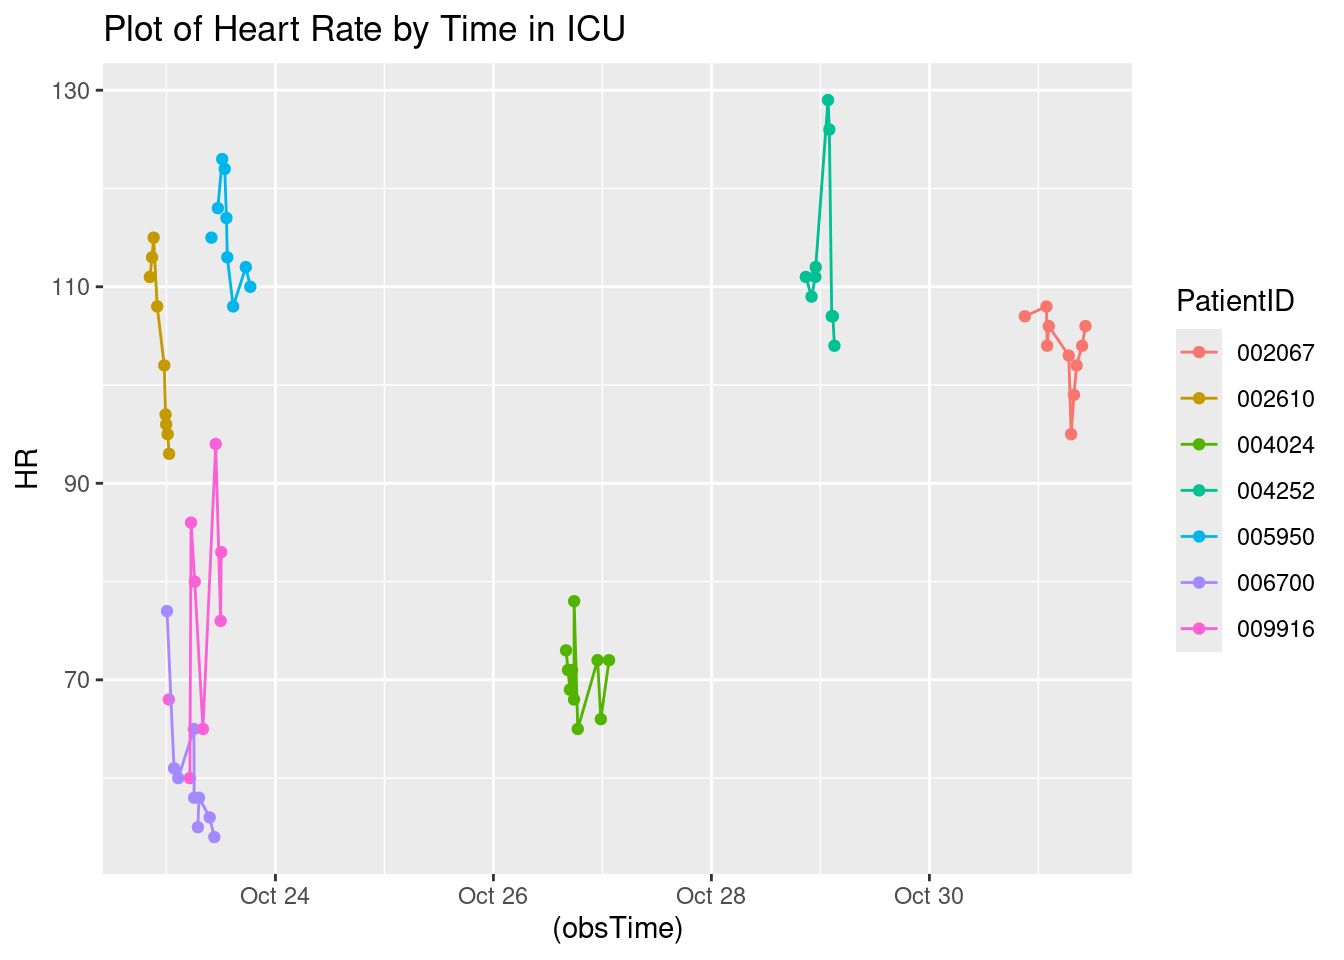 Plot of Heart Rate by Time in ICU
130
110
90
70
HR
Oct 24
Oct 26
Oct 28
Oct 30
(obsTime)
PatientID
002067
002610
004024
004252
005950
006700
009916